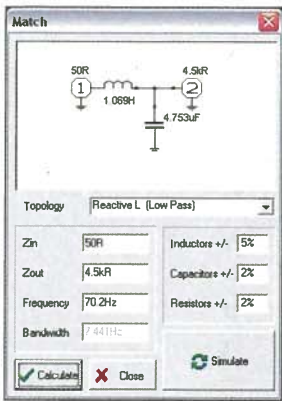 Match
50R
4.5kR
1
2
1.069H
4.753uF
Topology Reactive L (Low Pass)
Zin 50R
Inductors +/- 5%
Zout 4.5kR
Capacitors +/- 2%
Frequency 70.2Hz
Resistors +/- 2%
Bandwidth 7.441Hz
Calculate
Close
Simulate